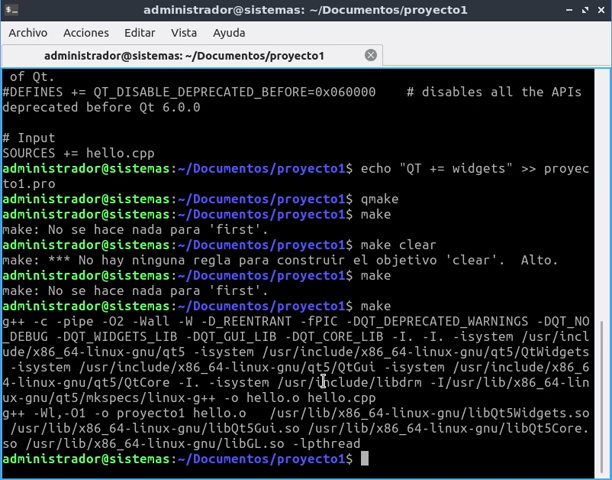 administrador@sistemas: ~/Documentos/proyecto1
Archivo Acciones Editar Vista Ayuda
administrador@sistemas: ~/Documentos/proyecto1
 of Qt.
#DEFINES += QT_DISABLE_DEPRECATED_BEFORE=0x060000    # disables all the APIs
deprecated before Qt 6.0.0
# Input
SOURCES += hello.cpp
administrador@sistemas:~/Documentos/proyecto1$ echo "QT += widgets" >> proyec
to1.pro
administrador@sistemas:~/Documentos/proyecto1$ qmake
administrador@sistemas:~/Documentos/proyecto1$ make
make: No se hace nada para 'first'.
administrador@sistemas:~/Documentos/proyecto1$ make clear
make: *** No hay ninguna regla para construir el objetivo 'clear'.  Alto.
administrador@sistemas:~/Documentos/proyecto1$ make
make: No se hace nada para 'first'.
administrador@sistemas:~/Documentos/proyecto1$ make
g++ -c -pipe -O2 -Wall -W -D_REENTRANT -fPIC -DQT_DEPRECATED_WARNINGS -DQT_NO
_DEBUG -DQT_WIDGETS_LIB -DQT_GUI_LIB -DQT_CORE_LIB -I. -I. -isystem /usr/incl
ude/x86_64-linux-gnu/qt5 -isystem /usr/include/x86_64-linux-gnu/qt5/QtWidgets
 -isystem /usr/include/x86_64-linux-gnu/qt5/QtGui -isystem /usr/include/x86_6
4-linux-gnu/qt5/QtCore -I. -isystem /usr/include/libdrm -I/usr/lib/x86_64-lin
ux-gnu/qt5/mkspecs/linux-g++ -o hello.o hello.cpp
g++ -Wl,-O1 -o proyecto1 hello.o   /usr/lib/x86_64-linux-gnu/libQt5Widgets.so
 /usr/lib/x86_64-linux-gnu/libQt5Gui.so /usr/lib/x86_64-linux-gnu/libQt5Core.
so /usr/lib/x86_64-linux-gnu/libGL.so -lpthread
administrador@sistemas:~/Documentos/proyecto1$